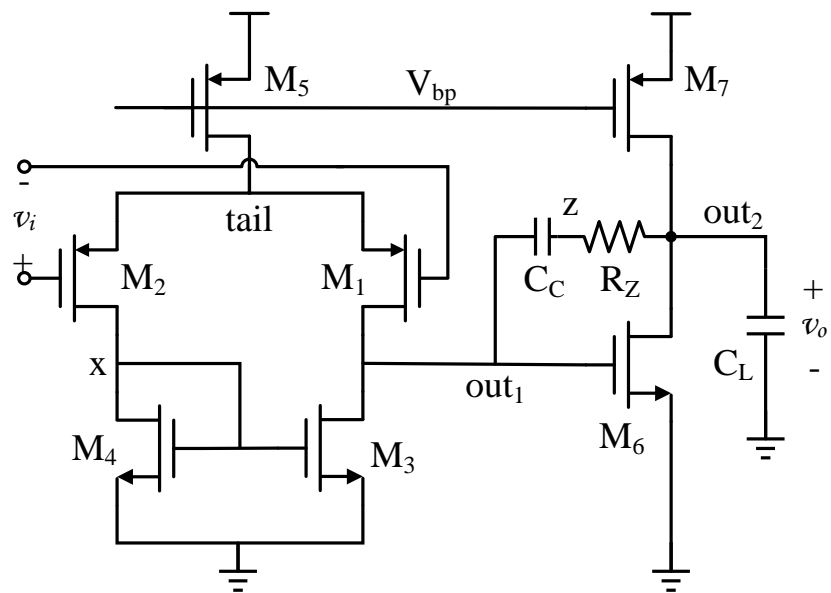 M5
Vbp
M7
-
vi
+
tail
M2
M1
z
CC
RZ
out2
+
vo
-
CL
x
out1
M4
M3
M6